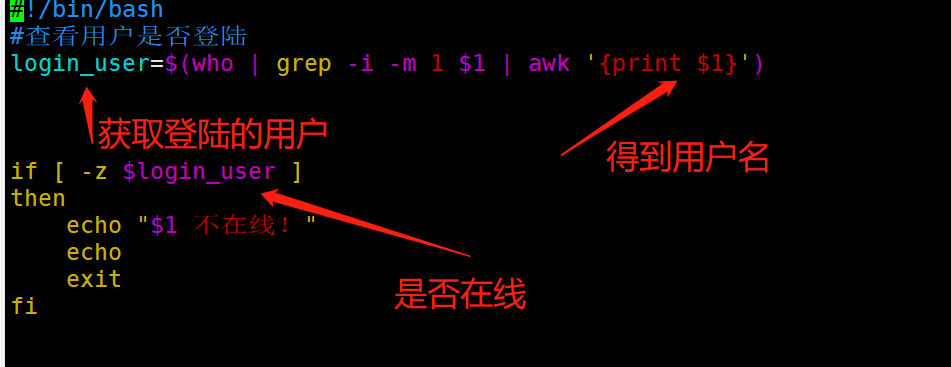 #!/bin/bash
#查看用户是否登陆
login_user=$(who | grep -i -m 1 $1 | awk '{print $1}')
获取登陆的用户
得到用户名
if [ -z $login_user ]
then
    echo "$1 不在线！"
    echo
    exit
是否在线
fi